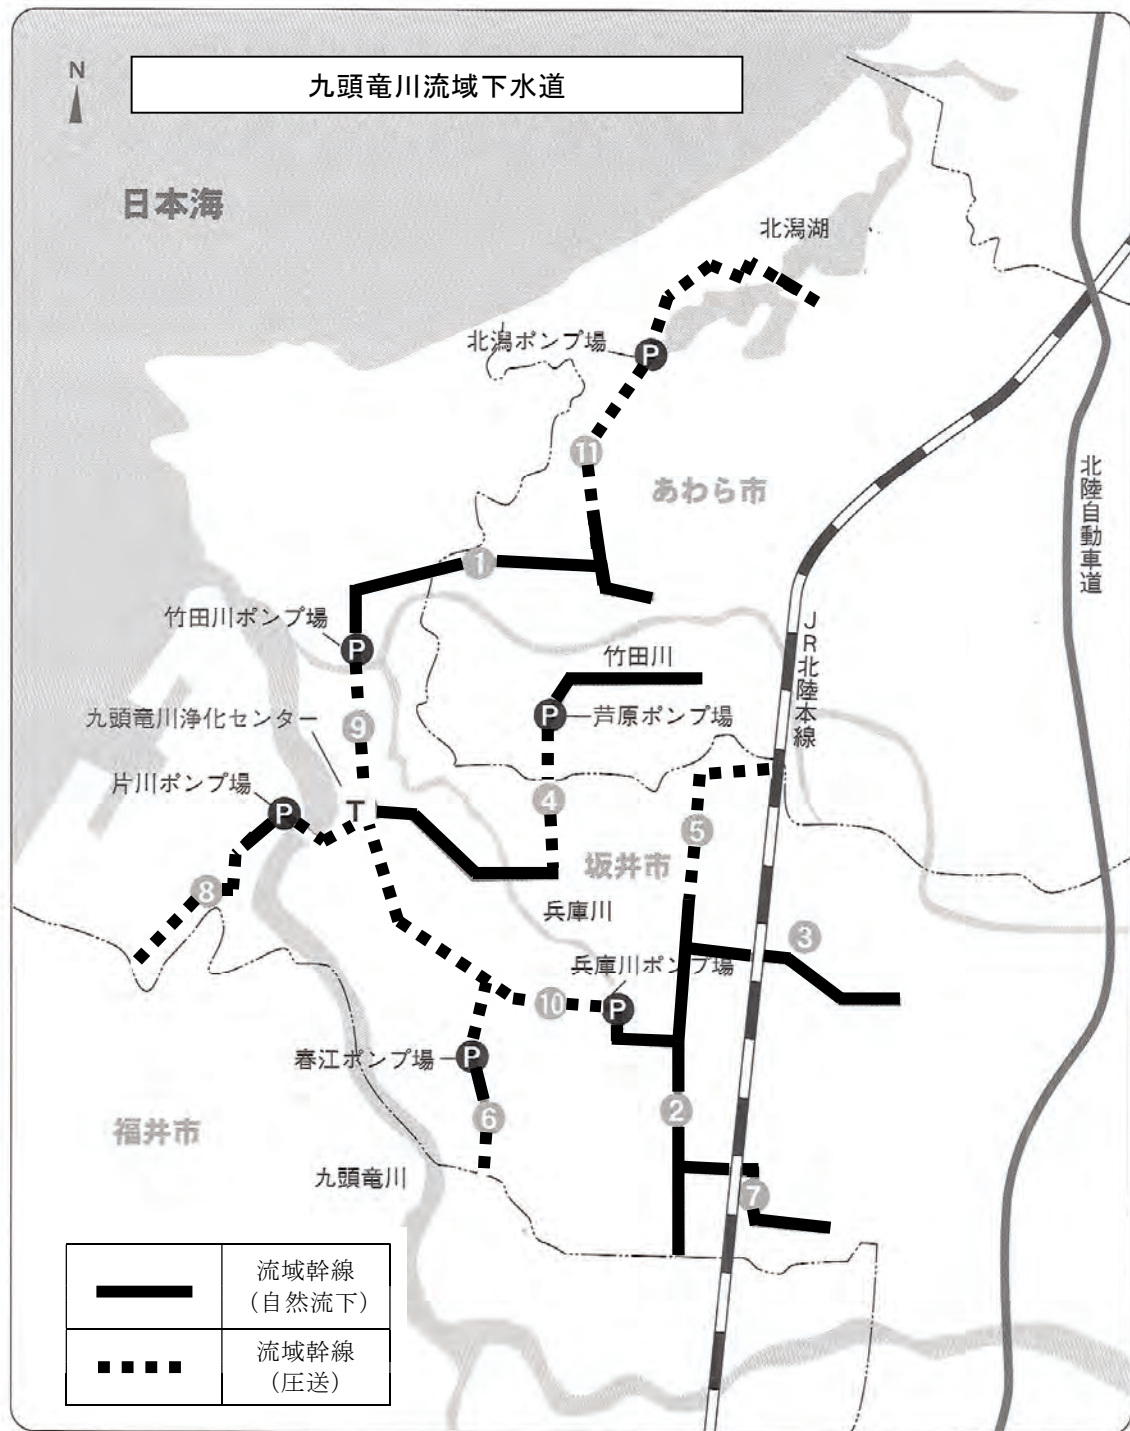 九頭竜川流域下水道
N
日本海
北潟湖
北潟ポンプ場
P
⑪
あわら市
北陸自動車道
①
竹田川ポンプ場
P
JR北陸本線
竹田川
P
芦原ポンプ場
九頭竜川浄化センター
⑨
片川ポンプ場
P
T
④
⑤
坂井市
⑧
兵庫川
③
兵庫川ポンプ場
⑩
P
春江ポンプ場
P
⑥
②
福井市
九頭竜川
⑦
流域幹線
（自然流下）
流域幹線
（圧送）